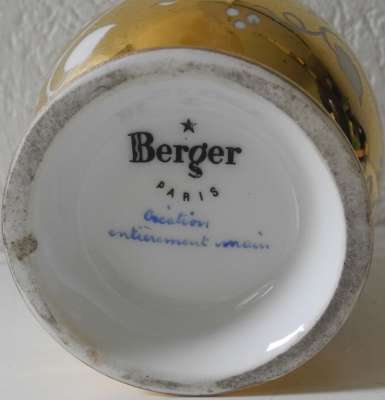 Berger
PARIS
Création
entièrement main